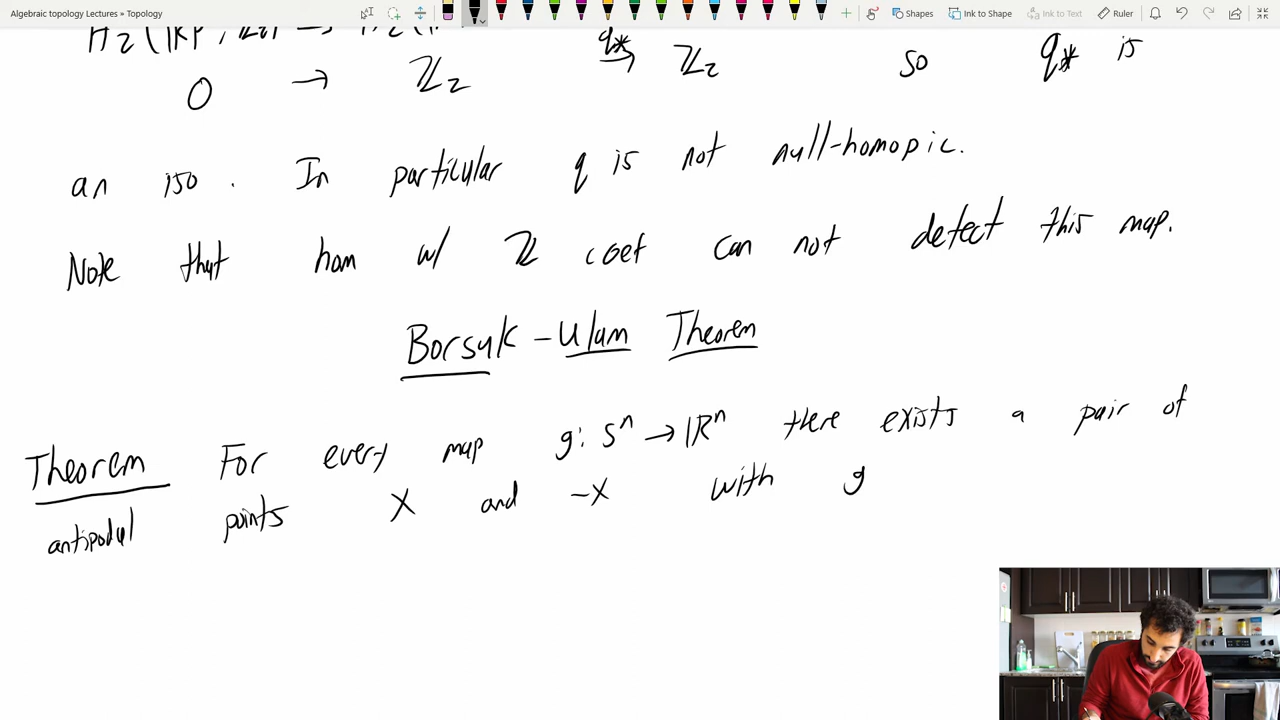 Algebraic topology Lectures » Topology
Shapes Ink to Shape Ink to Text Ruler
0 → ℤ₂ q* → ℤ₂ so q* is
an iso. In particular q is not null-homopic.
Note that hom w/ ℤ coef can not detect this map.
Borsuk-Ulam Theorem
Theorem For every map g: Sⁿ → ℝⁿ there exists a pair of
antipodal points X and -X with g